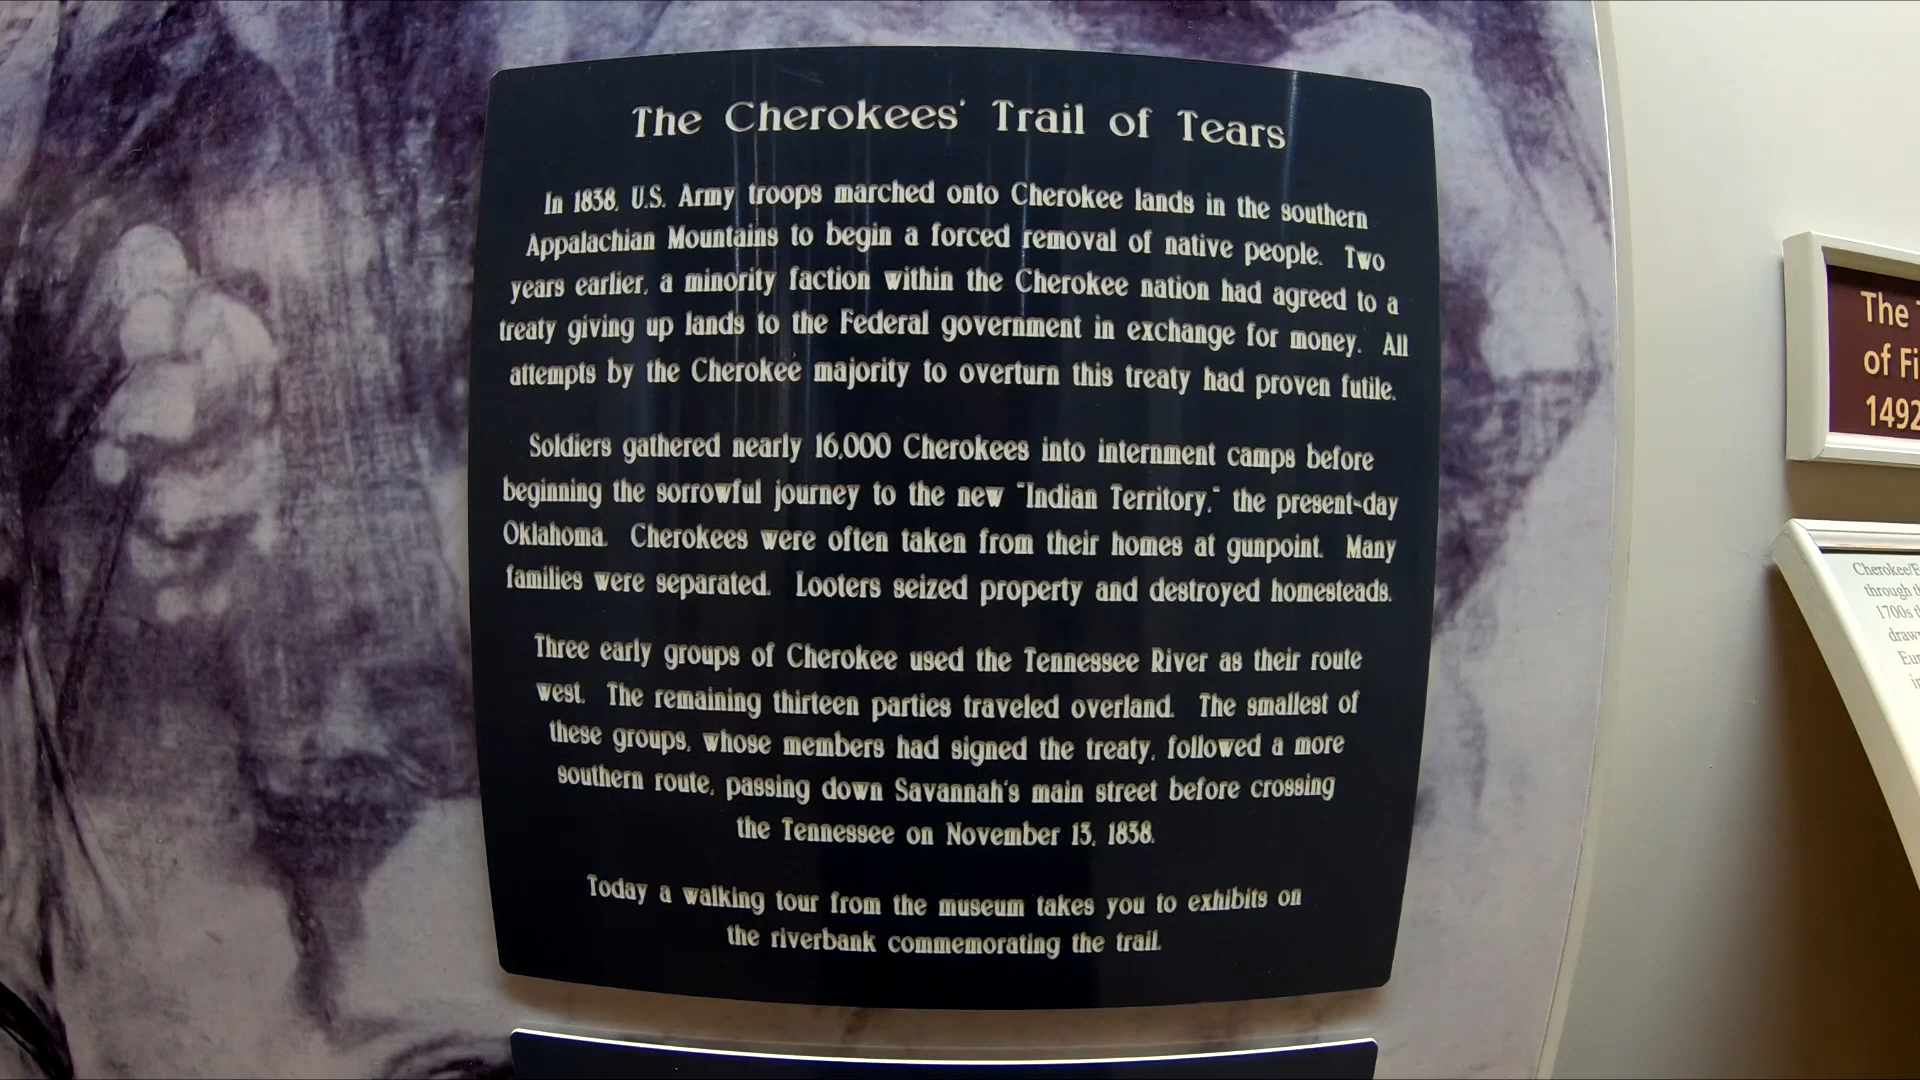 The Cherokees' Trail of Tears
In 1838, U.S. Army troops marched onto Cherokee lands in the southern
Appalachian Mountains to begin a forced removal of native people. Two
years earlier, a minority faction within the Cherokee nation had agreed to a
treaty giving up lands to the Federal government in exchange for money. All
attempts by the Cherokee majority to overturn this treaty had proven futile.
Soldiers gathered nearly 16,000 Cherokees into internment camps before
beginning the sorrowful journey to the new "Indian Territory," the present-day
Oklahoma. Cherokees were often taken from their homes at gunpoint. Many
families were separated. Looters seized property and destroyed homesteads.
Three early groups of Cherokee used the Tennessee River as their route
west. The remaining thirteen parties traveled overland. The smallest of
these groups, whose members had signed the treaty, followed a more
southern route, passing down Savannah's main street before crossing
the Tennessee on November 13, 1838.
Today a walking tour from the museum takes you to exhibits on
the riverbank commemorating the trail.
The
of
1492
through
1700s